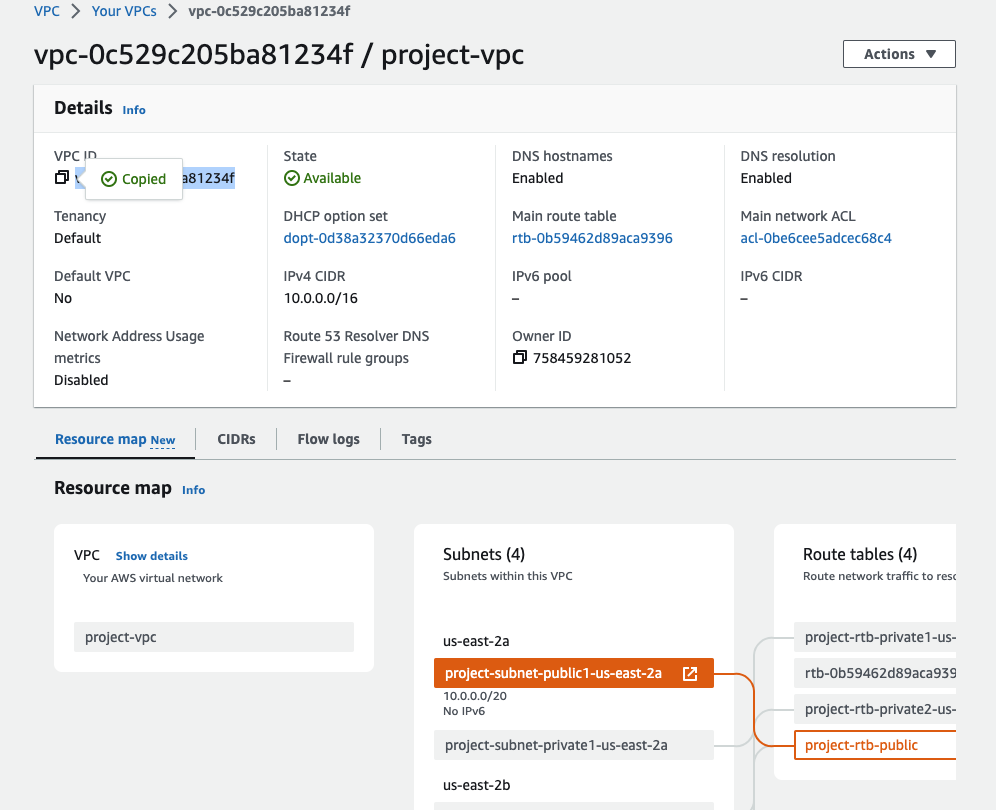 VPC > Your VPCs > vpc-0c529c205ba81234f
vpc-0c529c205ba81234f / project-vpc
Actions ▼
Details Info
VPC ID
Copied
a81234f
State
Available
DNS hostnames
Enabled
DNS resolution
Enabled
Tenancy
Default
DHCP option set
dopt-0d38a32370d66eda6
Main route table
rtb-0b59462d89aca9396
Main network ACL
acl-0be6cee5adcec68c4
Default VPC
No
IPv4 CIDR
10.0.0.0/16
IPv6 pool
–
IPv6 CIDR
–
Network Address Usage
metrics
Disabled
Route 53 Resolver DNS
Firewall rule groups
–
Owner ID
758459281052
Resource map New
CIDRs
Flow logs
Tags
Resource map Info
VPC Show details
Your AWS virtual network
project-vpc
Subnets (4)
Subnets within this VPC
us-east-2a
project-subnet-public1-us-east-2a
10.0.0.0/20
No IPv6
project-subnet-private1-us-east-2a
us-east-2b
Route tables (4)
Route network traffic to
project-rtb-private1-us-
rtb-0b59462d89aca939
project-rtb-private2-us-
project-rtb-public